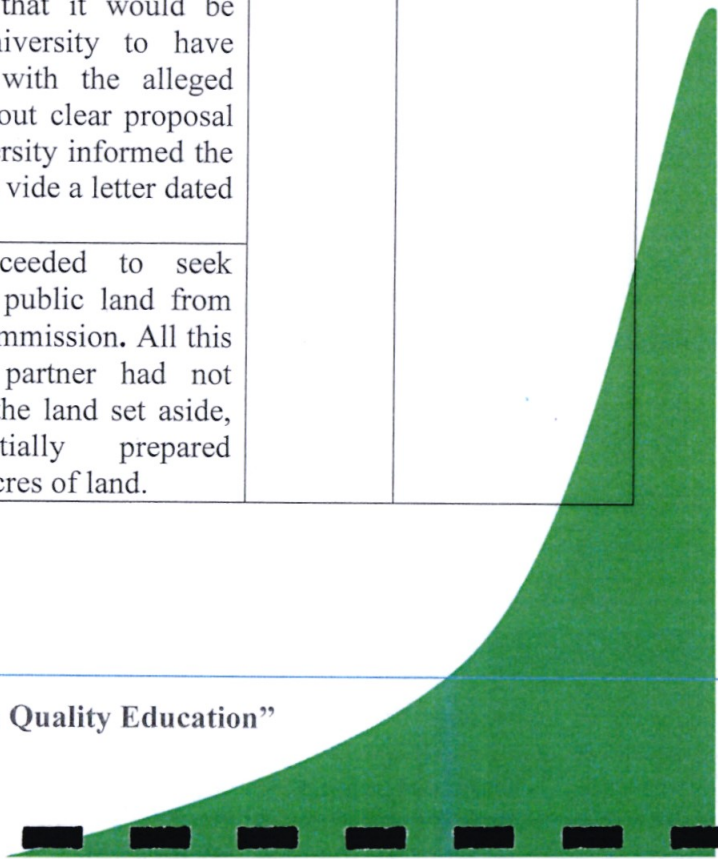 that it would be
iversity to have
with the alleged
out clear proposal
rsity informed the
vide a letter dated
ceeded to seek
public land from
mmission. All this
partner had not
the land set aside,
tially prepared
cres of land.
Quality Education”